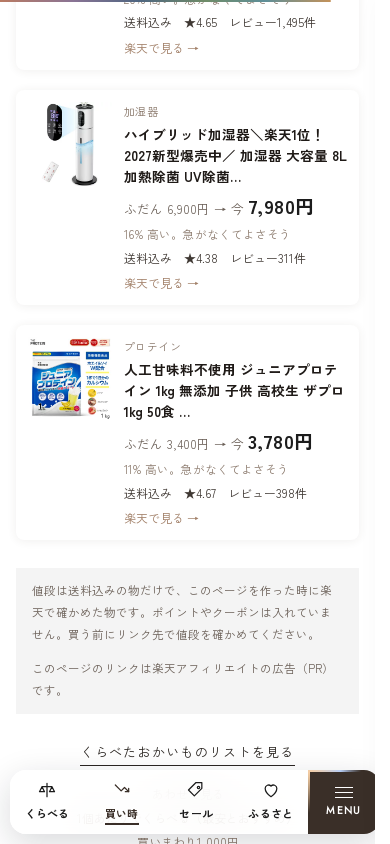 送料込み ★4.65 レビュー1,495件
楽天で見る →
加湿器
ハイブリッド加湿器＼楽天1位！
2027新型爆売中／ 加湿器 大容量 8L
加熱除菌 UV除菌…
ふだん 6,900円 → 今 7,980円
16% 高い。急がなくてよさそう
送料込み ★4.38 レビュー311件
楽天で見る →
プロテイン
人工甘味料不使用 ジュニアプロテ
イン 1kg 無添加 子供 高校生 ザプロ
1kg 50食 …
ふだん 3,400円 → 今 3,780円
11% 高い。急がなくてよさそう
送料込み ★4.67 レビュー398件
楽天で見る →
値段は送料込みの物だけで、このページを作った時に楽
天で確かめた物です。ポイントやクーポンは入れていま
せん。買う前にリンク先で値段を確かめてください。
このページのリンクは楽天アフィリエイトの広告（PR）
です。
くらべたおかいものリストを見る
くらべる
買い時
セール
ふるさと
MENU
買いまわり1,000円